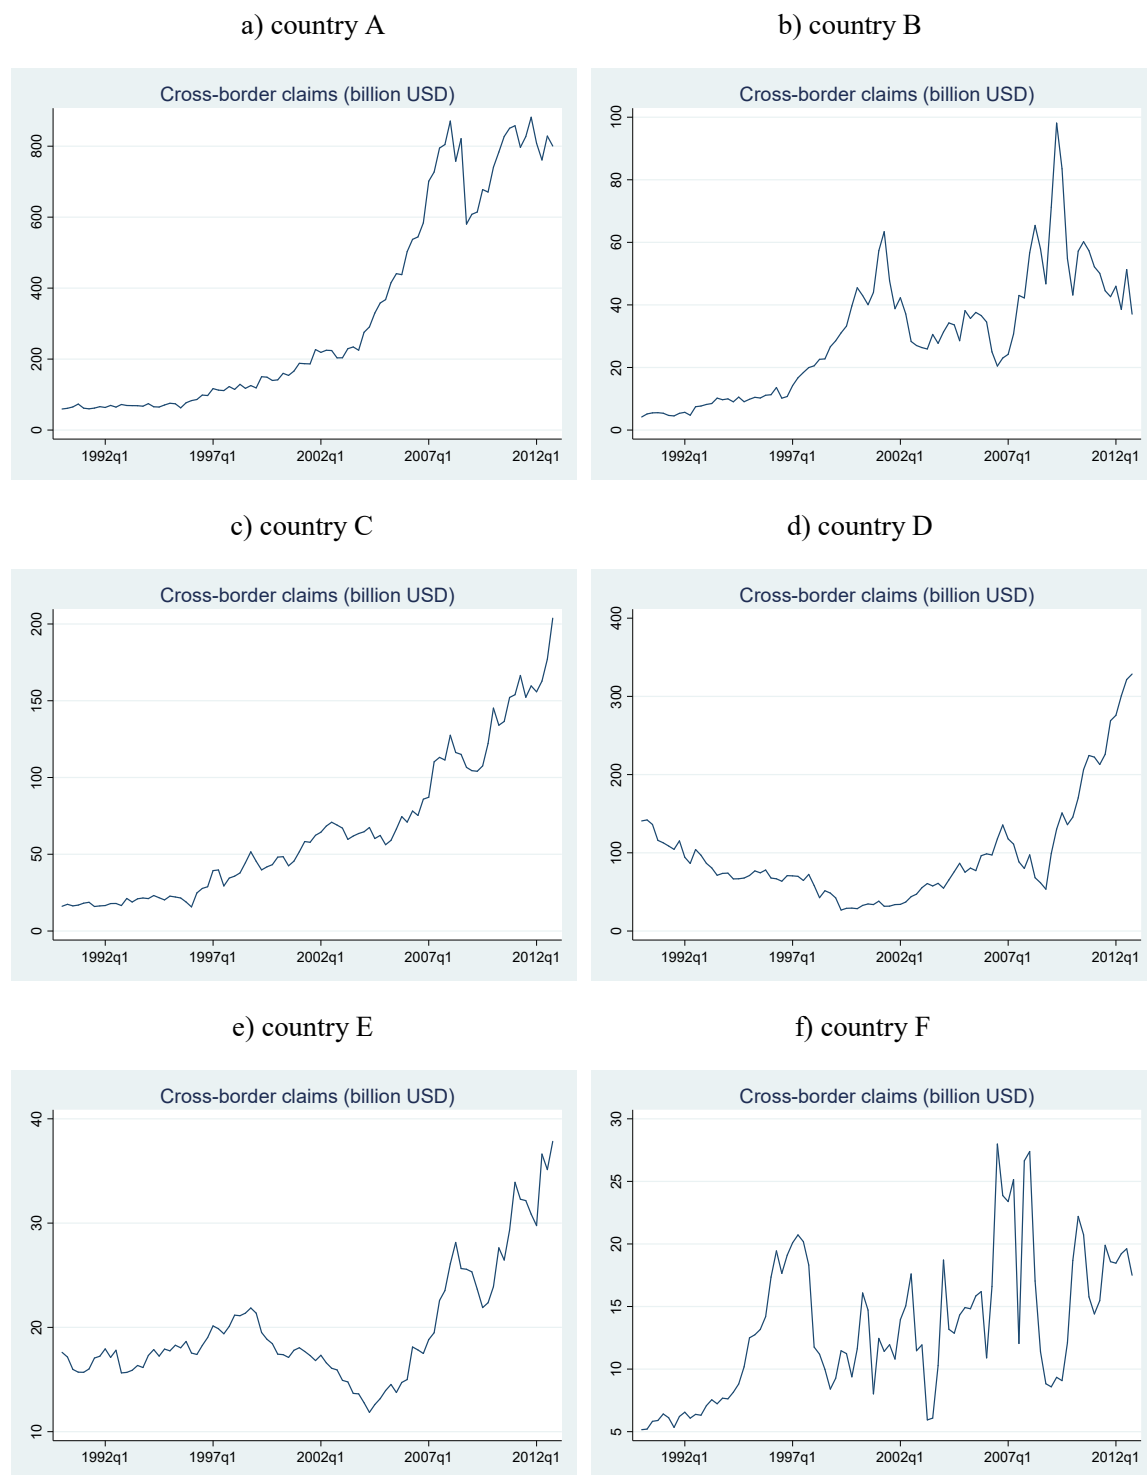 a) country A
b) country B
Cross-border claims (billion USD)
Cross-border claims (billion USD)
800
600
400
200
0
1992q1 1997q1 2002q1 2007q1 2012q1
100
80
60
40
20
0
1992q1 1997q1 2002q1 2007q1 2012q1
c) country C
d) country D
Cross-border claims (billion USD)
Cross-border claims (billion USD)
200
150
100
50
0
1992q1 1997q1 2002q1 2007q1 2012q1
400
300
200
100
0
1992q1 1997q1 2002q1 2007q1 2012q1
e) country E
f) country F
Cross-border claims (billion USD)
Cross-border claims (billion USD)
40
30
20
10
1992q1 1997q1 2002q1 2007q1 2012q1
30
25
20
15
10
5
1992q1 1997q1 2002q1 2007q1 2012q1